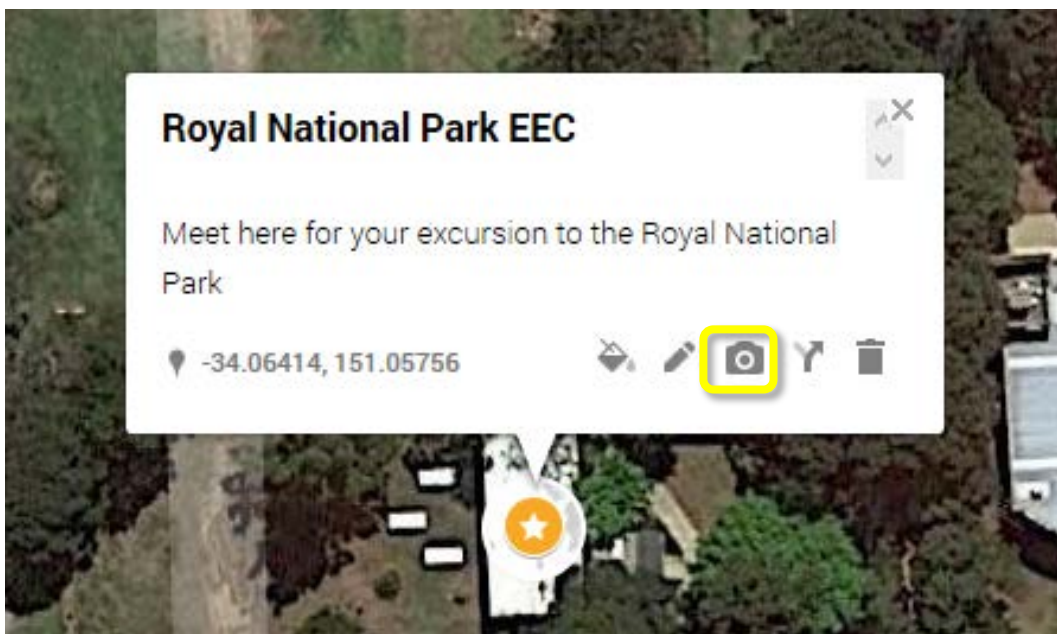 Royal National Park EEC
Meet here for your excursion to the Royal National
Park
-34.06414, 151.05756